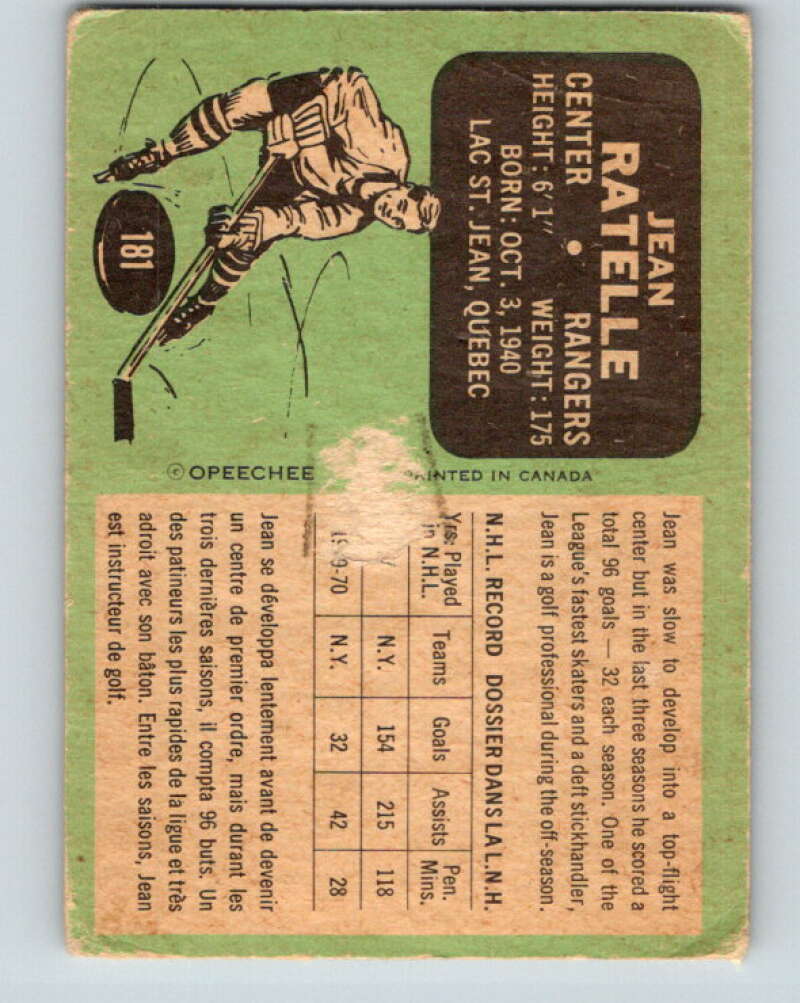 JEAN
RATELLE
CENTER • RANGERS
HEIGHT: 6'1" WEIGHT: 175
BORN: OCT. 3, 1940
LAC ST. JEAN, QUEBEC
181
© OPEECHEE
PRINTED IN CANADA
Jean was slow to develop into a top-flight
center but in the last three seasons he scored a
total 96 goals — 32 each season. One of the
League's fastest skaters and a deft stickhandler,
Jean is a golf professional during the off-season.
N.H.L. RECORD DOSSIER DANS LA L.N.H.
Yrs. Played in N.H.L. Teams Goals Assists Pen. Mins.
N.Y. 154 215 118
9-70 N.Y. 32 42 28
Jean se développa lentement avant de devenir
un centre de premier ordre, mais durant les
trois dernières saisons, il compta 96 buts. Un
des patineurs les plus rapides de la ligue et très
adroit avec son bâton. Entre les saisons, Jean
est instructeur de golf.